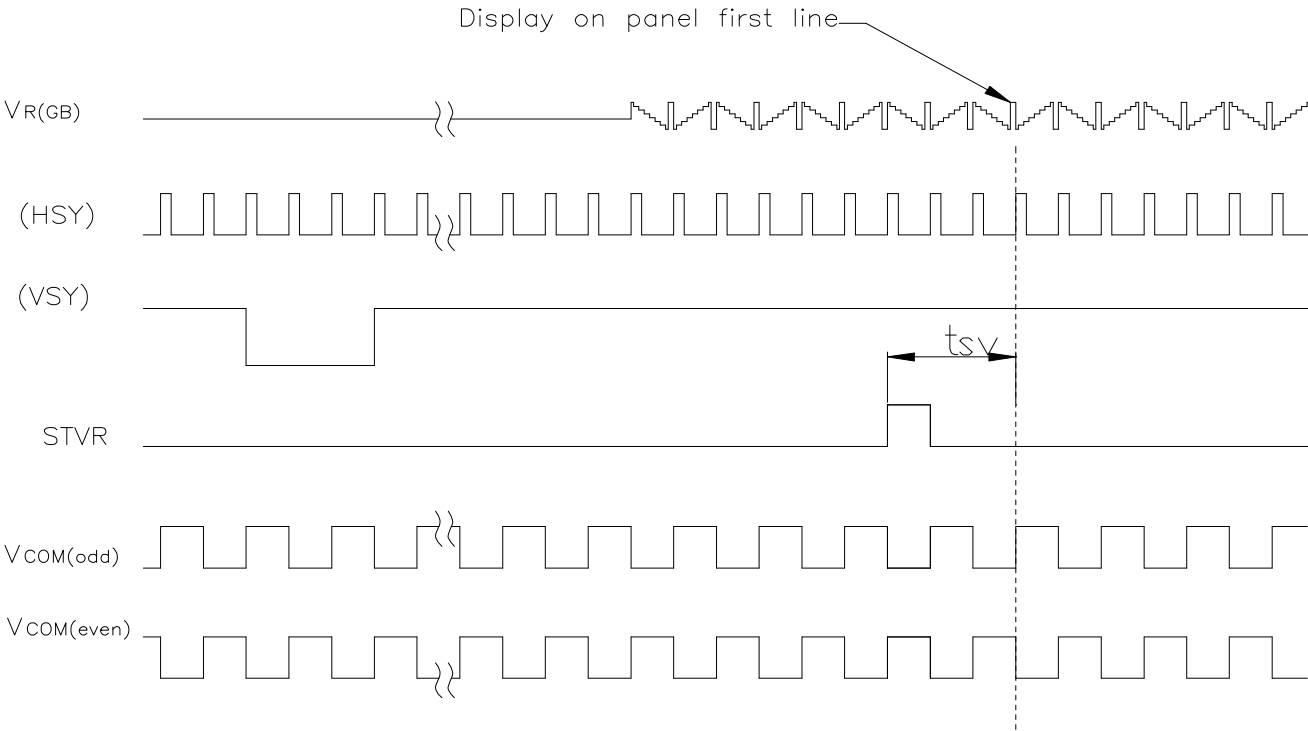 Display on panel first line
VR(GB)
(HSY)
(VSY)
tsv
STVR
VCOM(odd)
VCOM(even)